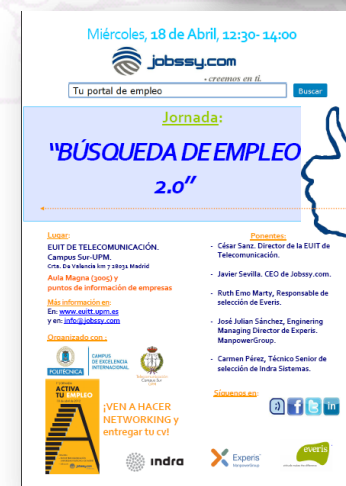 Miércoles, 18 de Abril, 12:30- 14:00
jobssy.com
- creemos en ti.
Tu portal de empleo
Buscar
Jornada:
"BÚSQUEDA DE EMPLEO
2.0"
Lugar:
EUIT DE TELECOMUNICACIÓN.
Campus Sur-UPM.
Crta. De Valencia km 7 28031 Madrid
Aula Magna (3005) y
puntos de información de empresas
Más información en:
En: www.euitt.upm.es
y en: info@jobssy.com
Organizado con :
Ponentes:
- César Sanz. Director de la EUIT de
Telecomunicación.
- Javier Sevilla. CEO de Jobssy.com.
- Ruth Emo Marty, Responsable de
selección de Everis.
- José Julian Sánchez, Enginering
Managing Director de Experis.
ManpowerGroup.
- Carmen Pérez, Técnico Senior de
selección de Indra Sistemas.
Síguenos en:
POLITÉCNICA
CAMPUS
DE EXCELENCIA
INTERNACIONAL
ACTIVA
TU EMPLEO
¡VEN A HACER
NETWORKING y
entregar tu cv!
indra
Experis
ManpowerGroup
everis